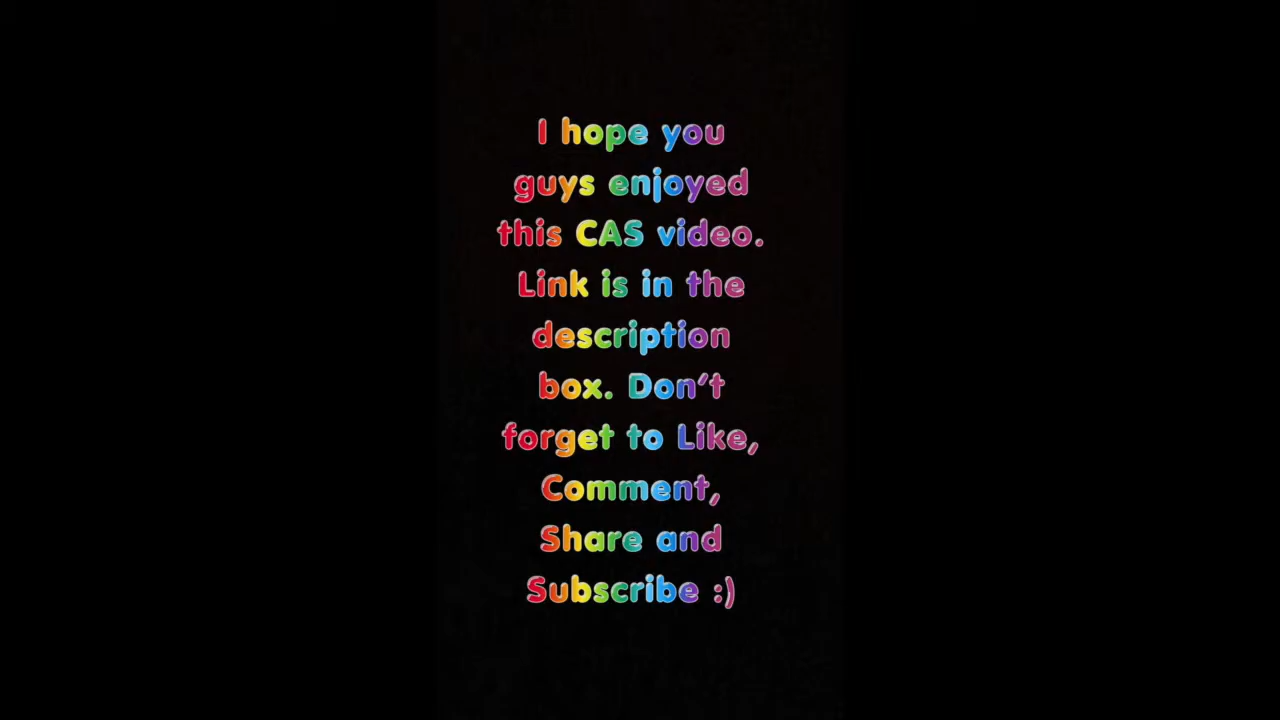 I hope you
guys enjoyed
this CAS video.
Link is in the
description
box. Don't
forget to Like,
Comment,
Share and
Subscribe :)